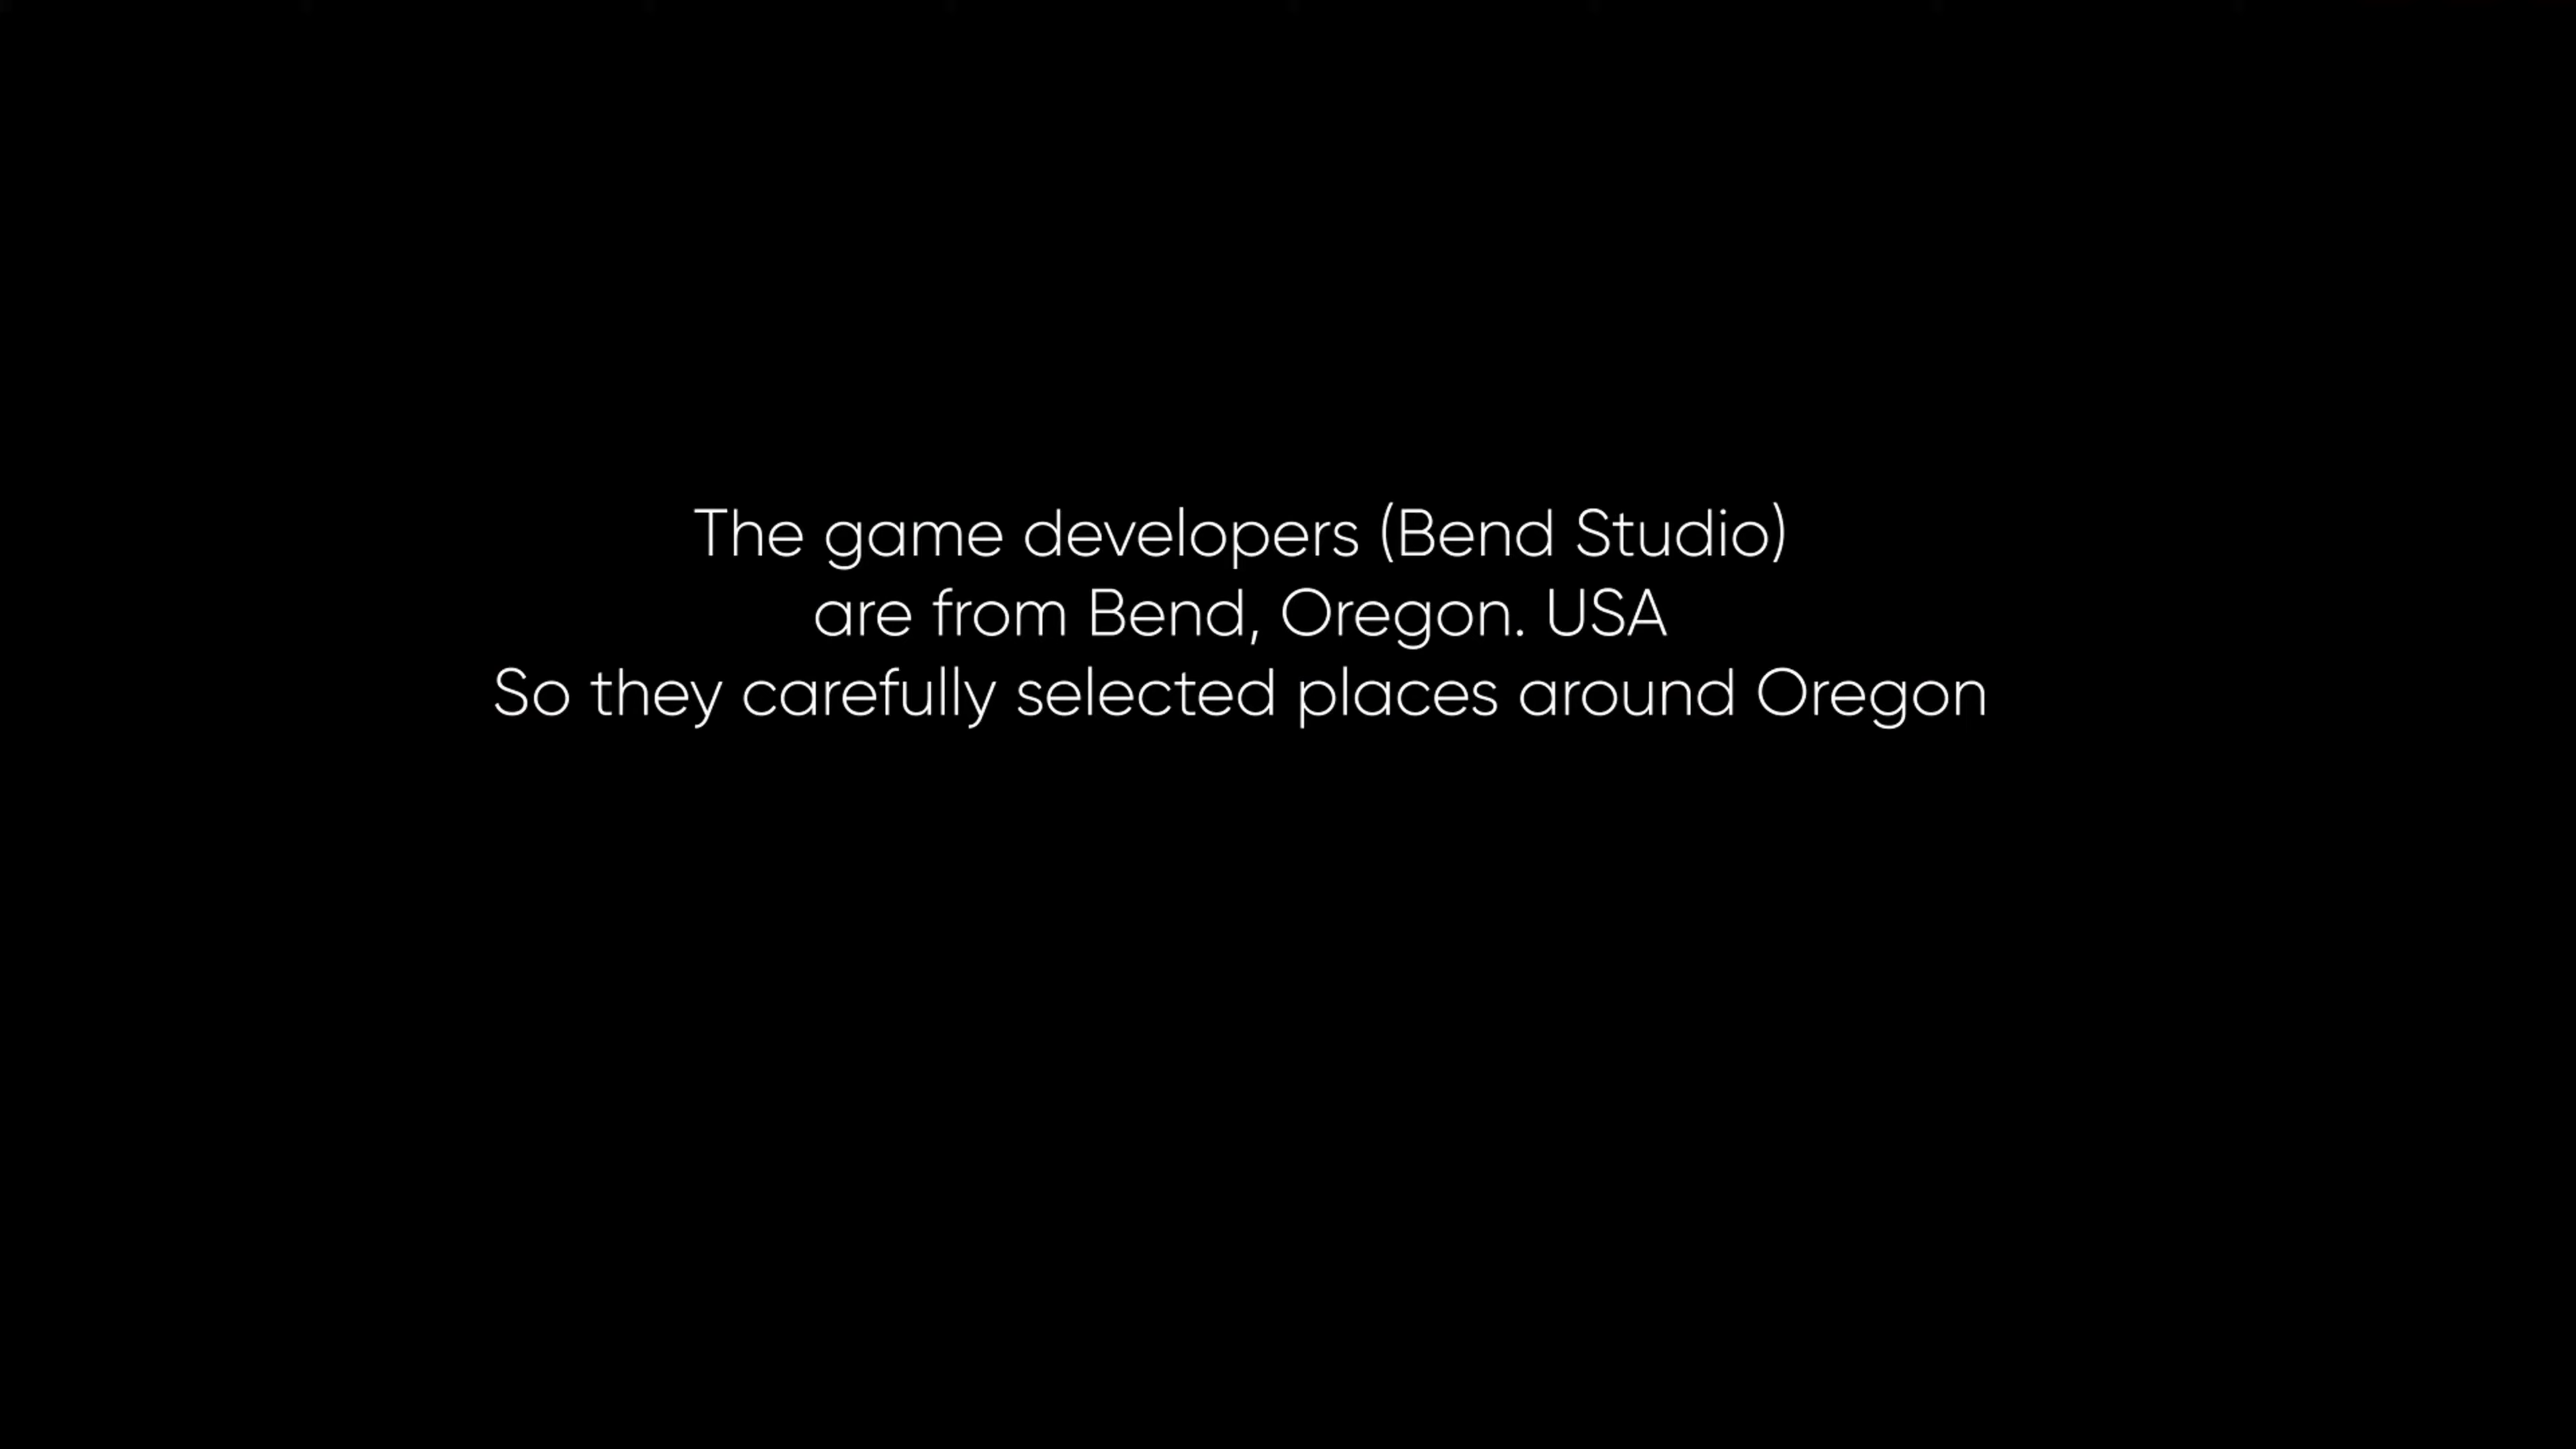 The game developers (Bend Studio)
are from Bend, Oregon. USA
So they carefully selected places around Oregon